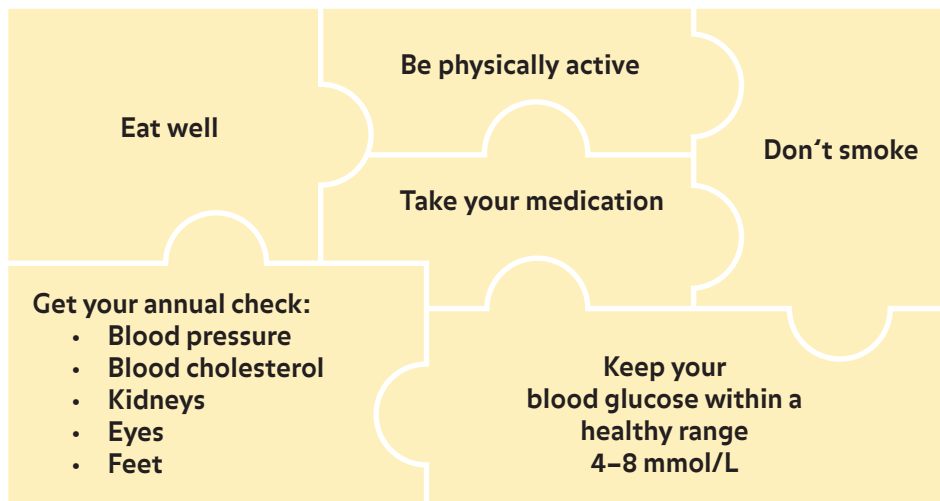 Eat well
Be physically active
Don‘t smoke
Take your medication
Get your annual check:
• Blood pressure
• Blood cholesterol
• Kidneys
• Eyes
• Feet
Keep your
blood glucose within a
healthy range
4–8 mmol/L